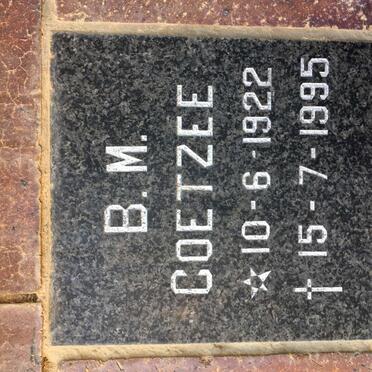 B. M.
COETZEE
★ 10-6-1922
† 15-7-1995